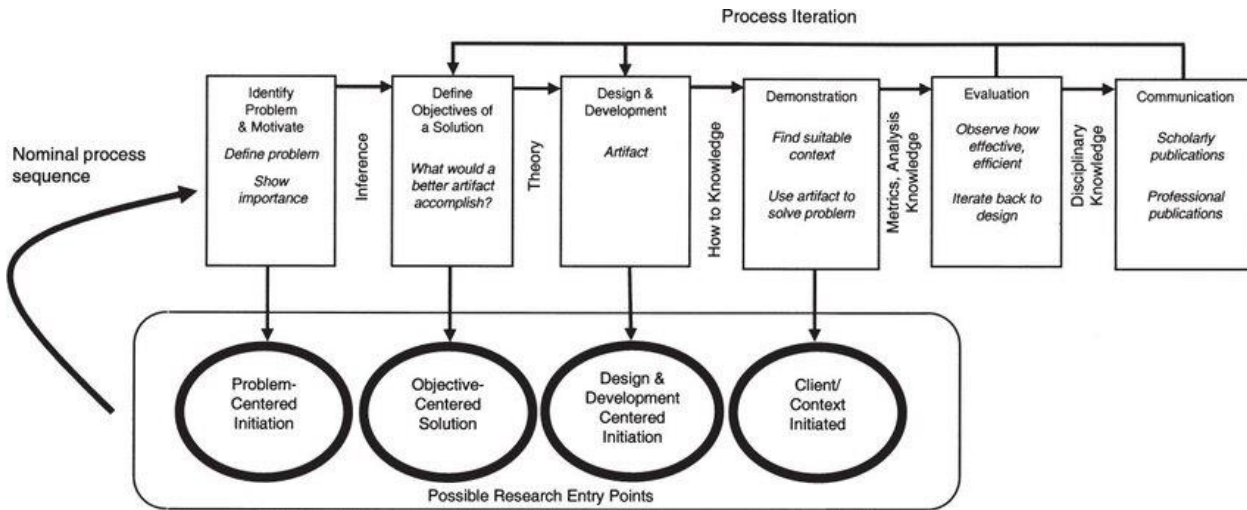 Process Iteration
Nominal process
sequence
Identify
Problem
& Motivate
Define problem
Show
importance
Inference
Define
Objectives of
a Solution
What would a
better artifact
accomplish?
Theory
Design &
Development
Artifact
How to Knowledge
Demonstration
Find suitable
context
Use artifact to
solve problem
Metrics, Analysis
Knowledge
Evaluation
Observe how
effective,
efficient
Iterate back to
design
Disciplinary
Knowledge
Communication
Scholarly
publications
Professional
publications
Problem-
Centered
Initiation
Objective-
Centered
Solution
Design &
Development
Centered
Initiation
Client/
Context
Initiated
Possible Research Entry Points